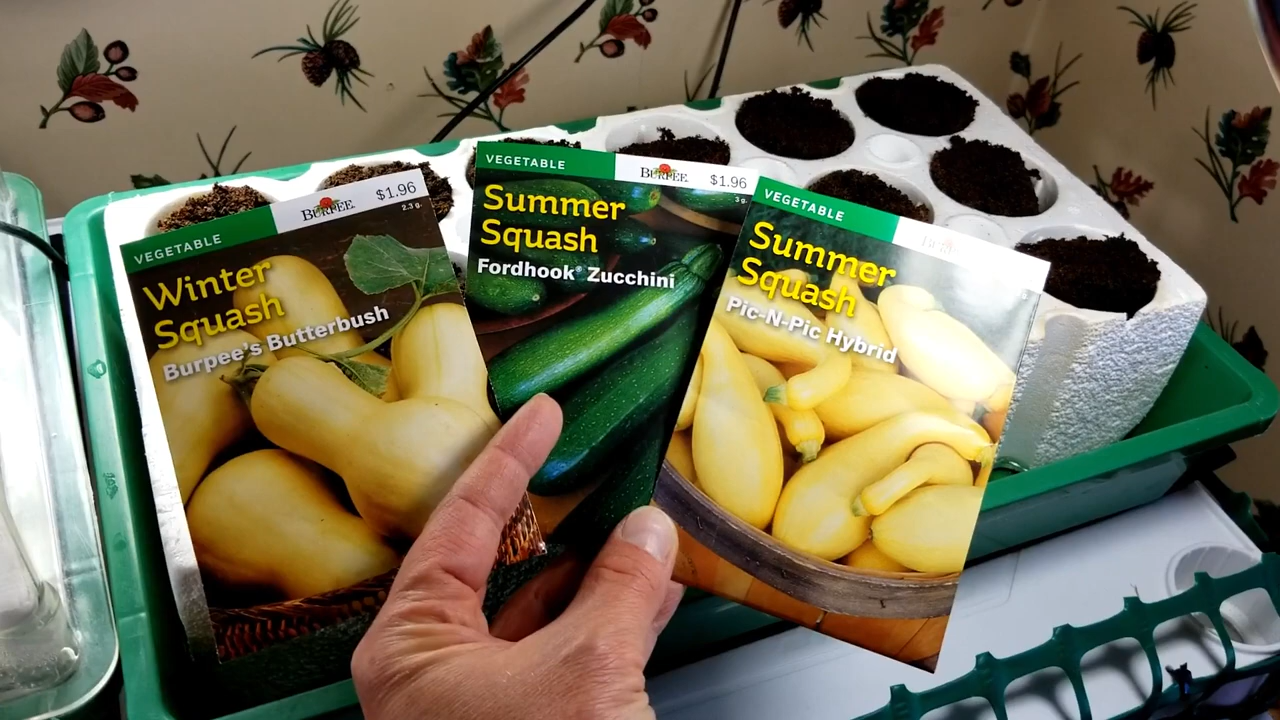 VEGETABLE
BURPEE
$1.96
2.3 g.
Winter
Squash
Burpee's Butterbush
VEGETABLE
BURPEE
$1.96
3 g.
Summer
Squash
Fordhook® Zucchini
VEGETABLE
BURPEE
Summer
Squash
Pic-N-Pic Hybrid